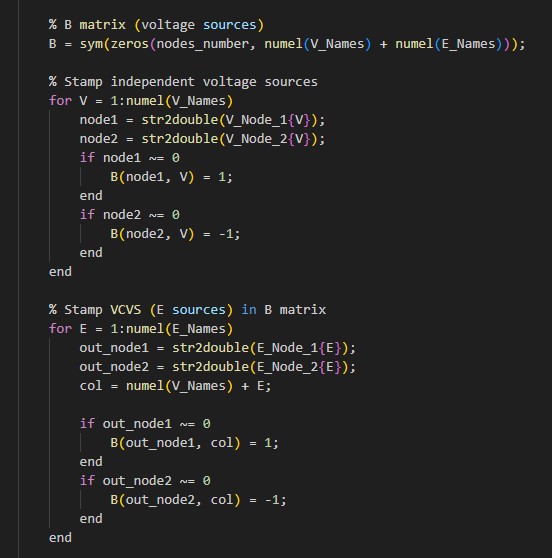 % B matrix (voltage sources)
B = sym(zeros(nodes_number, numel(V_Names) + numel(E_Names)));

% Stamp independent voltage sources
for V = 1:numel(V_Names)
    node1 = str2double(V_Node_1{V});
    node2 = str2double(V_Node_2{V});
    if node1 ~= 0
        B(node1, V) = 1;
    end
    if node2 ~= 0
        B(node2, V) = -1;
    end
end

% Stamp VCVS (E sources) in B matrix
for E = 1:numel(E_Names)
    out_node1 = str2double(E_Node_1{E});
    out_node2 = str2double(E_Node_2{E});
    col = numel(V_Names) + E;

    if out_node1 ~= 0
        B(out_node1, col) = 1;
    end
    if out_node2 ~= 0
        B(out_node2, col) = -1;
    end
end